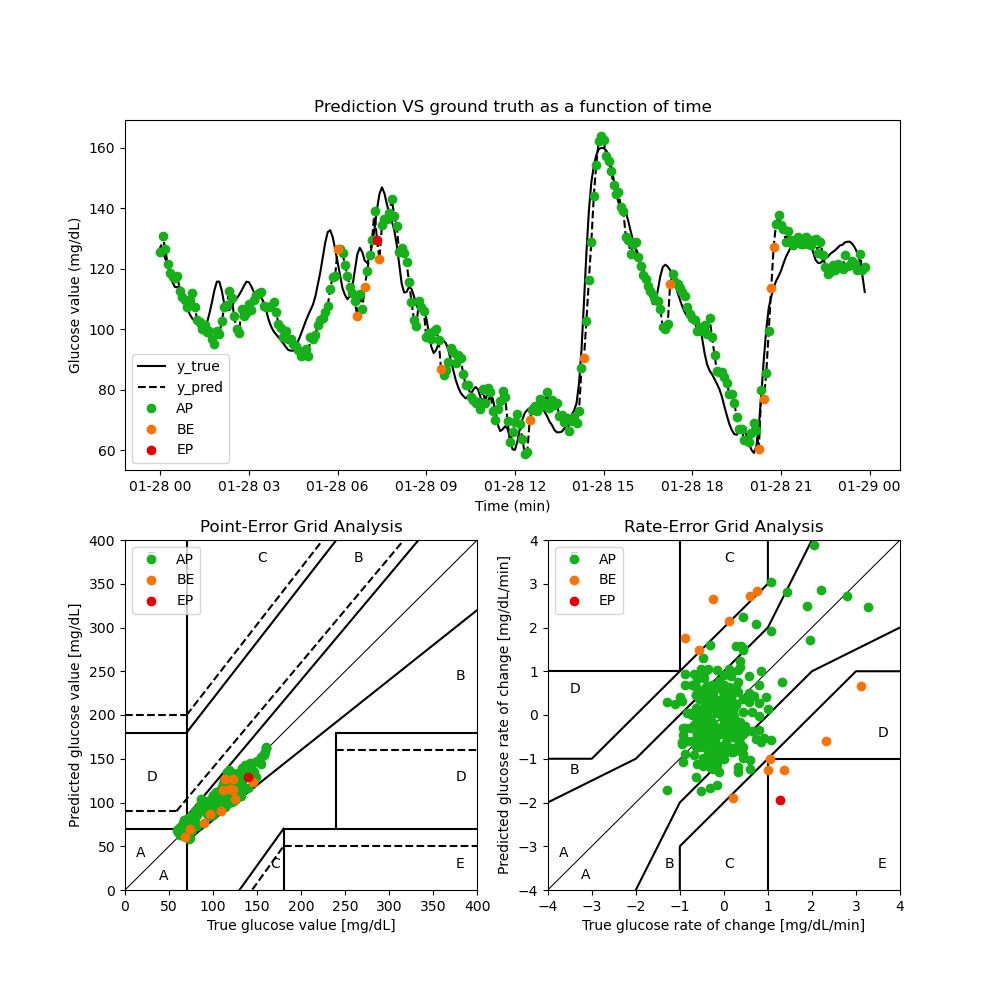 Prediction VS ground truth as a function of time
Glucose value (mg/dL)
160
140
120
100
80
60
y_true
y_pred
AP
BE
EP
01-28 00 01-28 03 01-28 06 01-28 09 01-28 12 01-28 15 01-28 18 01-28 21 01-29 00
Time (min)
Point-Error Grid Analysis
Predicted glucose value [mg/dL]
400
350
300
250
200
150
100
50
0
AP
BE
EP
C B
B
D D
A
A C E
0 50 100 150 200 250 300 350 400
True glucose value [mg/dL]
Rate-Error Grid Analysis
Predicted glucose rate of change [mg/dL/min]
4
3
2
1
0
−1
−2
−3
−4
AP
BE
EP
C
D
D
B
A
A B C E
−4 −3 −2 −1 0 1 2 3 4
True glucose rate of change [mg/dL/min]